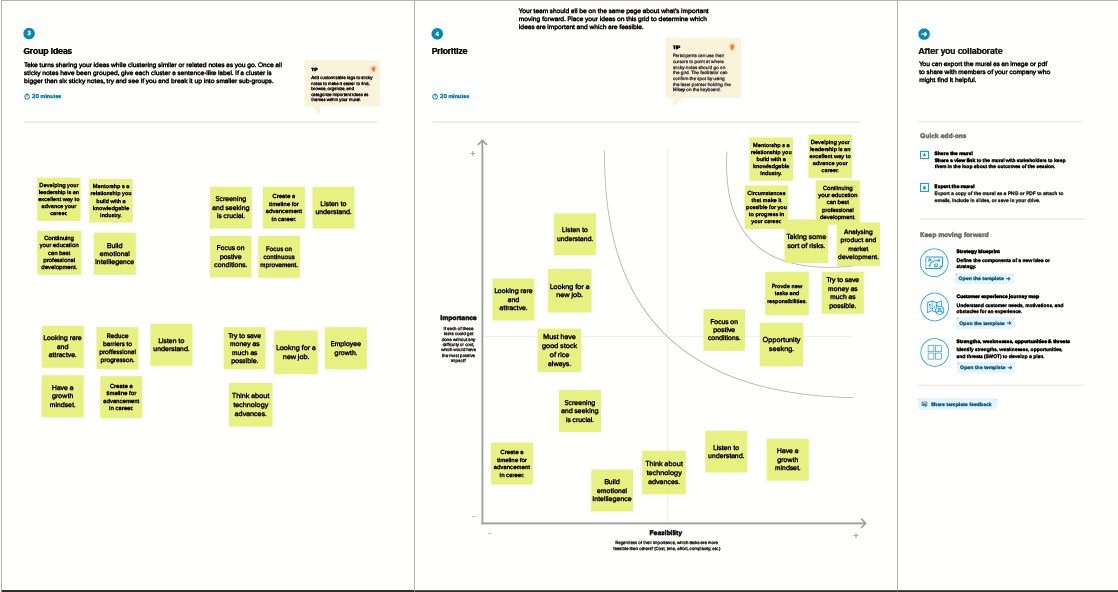 3
Group ideas
Take turns sharing your ideas while clustering similar or related notes as you go. Once all
sticky notes have been grouped, give each cluster a sentence-like label. If a cluster is
bigger than six sticky notes, try and see if you and break it up into smaller sub-groups.
20 minutes
TIP
Add customizable tags to sticky
notes to make it easier to find,
browse, organize, and
categorize important ideas as
themes within your mural.
Develping your
leadership is an
excellent way to
advance your
career.
Mentorship s a
relationship you
build with a
knowledgable
industry.
Continuing
your education
can best
professional
development.
Build
emotional
intelliegence
Screening
and seeking
is crucial.
Create a
timeline for
advancement
in career.
Listen to
understand.
Focus on
postive
conditions.
Focus on
continuous
mprovement.
Looking rare
and
attractive.
Reduce
barriers to
proffessional
progresson.
Listen to
understand.
Have a
growth
mindset.
Create a
timeline for
advancement
in career.
Try to save
money as
much as
possible.
Lookng for a
new job.
Employee
growth.
Think about
technology
advances.
4
Your team should all be on the same page about what's important
moving forward. Place your ideas on this grid to determine which
ideas are important and which are feasible.
Prioritize
20 minutes
TIP
Participants can use their
cursors to point at where
sticky notes should go on
the grid. The facilitator can
confirm the spot by using
the laser pointer holding the
H key on the keyboard.
+
Importance
If each of these
tasks could get
done without any
difficulty or cost,
which would have
the most positive
impact?
-
Mentorship s a
relationship you
build with a
knowledgable
industry.
Develping your
leadership is an
excellent way to
advance your
career.
Circumstances
that make it
possible for you
to progress in
your career.
Continuing
your education
can best
professional
development.
Taking some
sort of risks.
Analysing
product and
market
development.
Listen to
understand.
Looking rare
and
attractive.
Lookng for a
new job.
Provde new
tasks and
responsibilities.
Try to save
money as
much as
possible.
Must have
good stock
of rice
always.
Focus on
postive
conditions.
Opportunity
seekng.
Screening
and seeking
is crucial.
Create a
timeline for
advancement
in career.
Build
emotional
intelliegence
Think about
technology
advances.
Listen to
understand.
Have a
growth
mindset.
-
Feasibility
+
Regardless of their importance, which tasks are more
feasible than others? (Cost, time, effort, complexity, etc.)
After you collaborate
You can export the mural as an image or pdf
to share with members of your company who
might find it helpful.
Quick add-ons
Share the mural
Share a view link to the mural with stakeholders to keep
them in the loop about the outcomes of the session.
Export the mural
Export a copy of the mural as a PNG or PDF to attach to
emails, include in slides, or save in your drive.
Keep moving forward
Strategy blueprint
Define the components of a new idea or
strategy.
Open the template →
Customer experience journey map
Understand customer needs, motivations, and
obstacles for an experience.
Open the template →
Strengths, weaknesses, opportunities & threats
Identify strengths, weaknesses, opportunities,
and threats (SWOT) to develop a plan.
Open the template →
Share template feedback